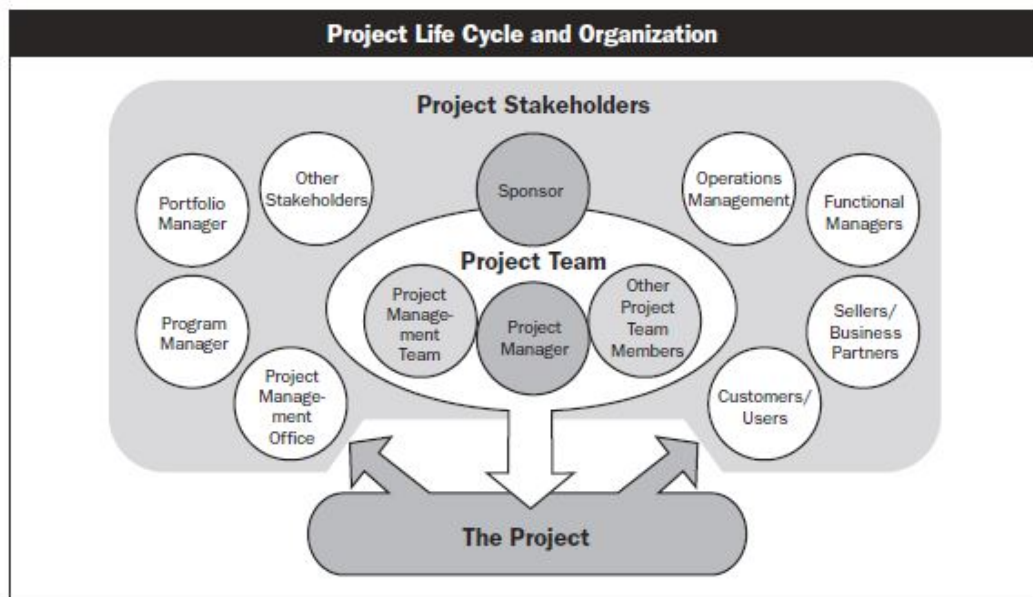 Project Life Cycle and Organization
Project Stakeholders
Portfolio
Manager
Other
Stakeholders
Sponsor
Operations
Management
Functional
Managers
Program
Manager
Project
Manage-
ment
Office
Project Team
Project
Manage-
ment
Team
Project
Manager
Other
Project
Team
Members
Sellers/
Business
Partners
Customers/
Users
The Project